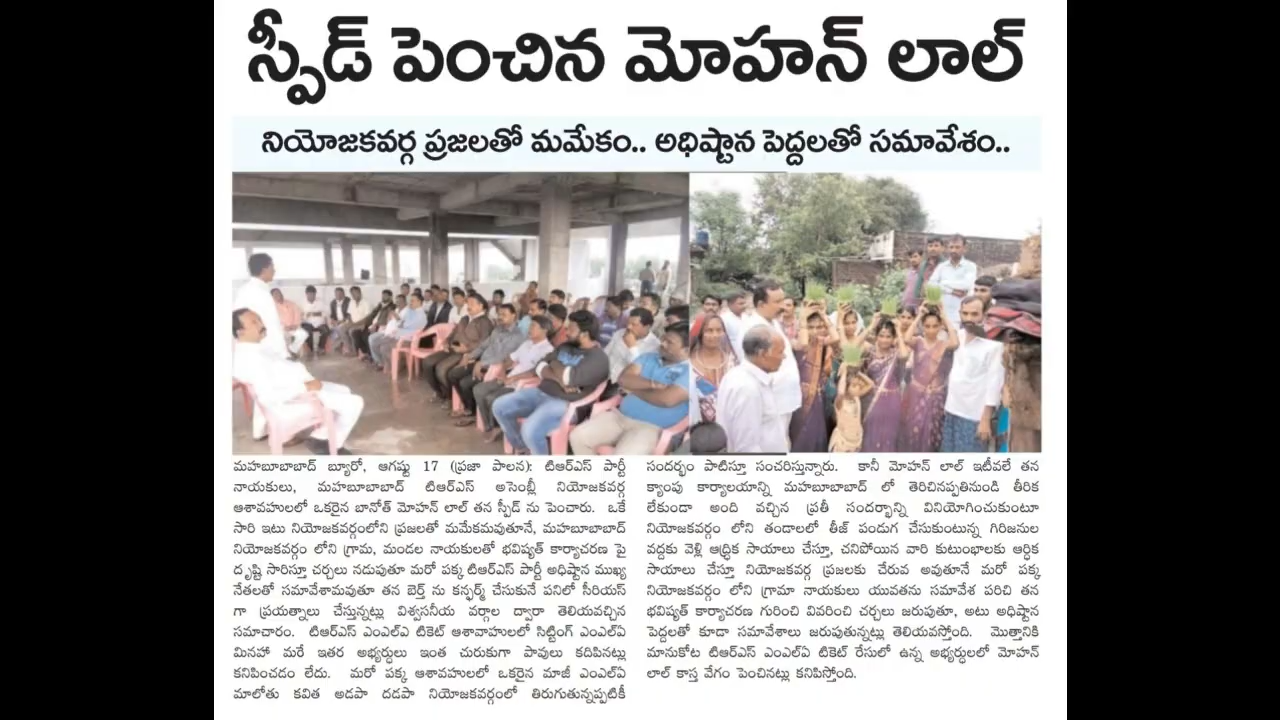 స్పీడ్ పెంచిన మోహన్ లాల్
నియోజకవర్గ ప్రజలతో మమేకం.. అధిష్టాన పెద్దలతో సమావేశం..
మహబూబాబాద్ బ్యూరో, ఆగష్టు 17 (ప్రజా పాలన): టిఆర్ఎస్ పార్టీ
నాయకులు, మహబూబాబాద్ టిఆర్ఎస్ అసెంబ్లీ నియోజకవర్గ
ఆశావహులలో ఒకరైన బానోత్ మోహన్ లాల్ తన స్పీడ్ ను పెంచారు. ఒకే
సారి ఇటు నియోజకవర్గంలోని ప్రజలతో మమేకమవుతూనే, మహబూబాబాద్
నియోజకవర్గం లోని గ్రామ, మండల నాయకులతో భవిష్యత్ కార్యాచరణ పై
దృష్టి సారిస్తూ చర్చలు నడుపుతూ మరో పక్క టిఆర్ఎస్ పార్టీ అధిష్టాన ముఖ్య
నేతలతో సమావేశామవుతూ తన బెర్త్ ను కన్ఫర్మ్ చేసుకునే పనిలో సీరియస్
గా ప్రయత్నాలు చేస్తున్నట్లు విశ్వసనీయ వర్గాల ద్వారా తెలియవచ్చిన
సమాచారం. టిఆర్ఎస్ ఎంఎల్ఎ టికెట్ ఆశావాహులలో సిట్టింగ్ ఎంఎల్ఏ
మినహా మరే ఇతర అభ్యర్థులు ఇంత చురుకుగా పావులు కదిపినట్లు
కనిపించడం లేదు. మరో పక్క ఆశావహులలో ఒకరైన మాజీ ఎంఎల్ఏ
మాలోతు కవిత అడపా దడపా నియోజకవర్గంలో తిరుగుతున్నప్పటికీ
సందర్భం పాటిస్తూ సంచరిస్తున్నారు. కానీ మోహన్ లాల్ ఇటీవలే తన
క్యాంపు కార్యాలయాన్ని మహబూబాబాద్ లో తెరిచినప్పతినుండి తీరిక
లేకుండా అంది వచ్చిన ప్రతీ సందర్భాన్ని వినియోగించుకుంటూ
నియోజకవర్గం లోని తండాలలో తీజ్ పండుగ చేసుకుంటున్న గిరిజనుల
వద్దకు వెళ్లి ఆర్ధిక సాయాలు చేస్తూ, చనిపోయిన వారి కుటుంభాలకు ఆర్థిక
సాయాలు చేస్తూ నియోజకవర్గ ప్రజలకు చేరువ అవుతూనే మరో పక్క
నియోజకవర్గం లోని గ్రామా నాయకులు యువతను సమావేశ పరిచి తన
భవిష్యత్ కార్యాచరణ గురించి వివరించి చర్చలు జరుపుతూ, అటు అధిష్టాన
పెద్దలతో కూడా సమావేశాలు జరుపుతున్నట్లు తెలియవస్తోంది. మొత్తానికి
మానుకోట టిఆర్ఎస్ ఎంఎల్ఏ టికెట్ రేసులో ఉన్న అభ్యర్థులలో మోహన్
లాల్ కాస్త వేగం పెంచినట్లు కనిపిస్తోంది.